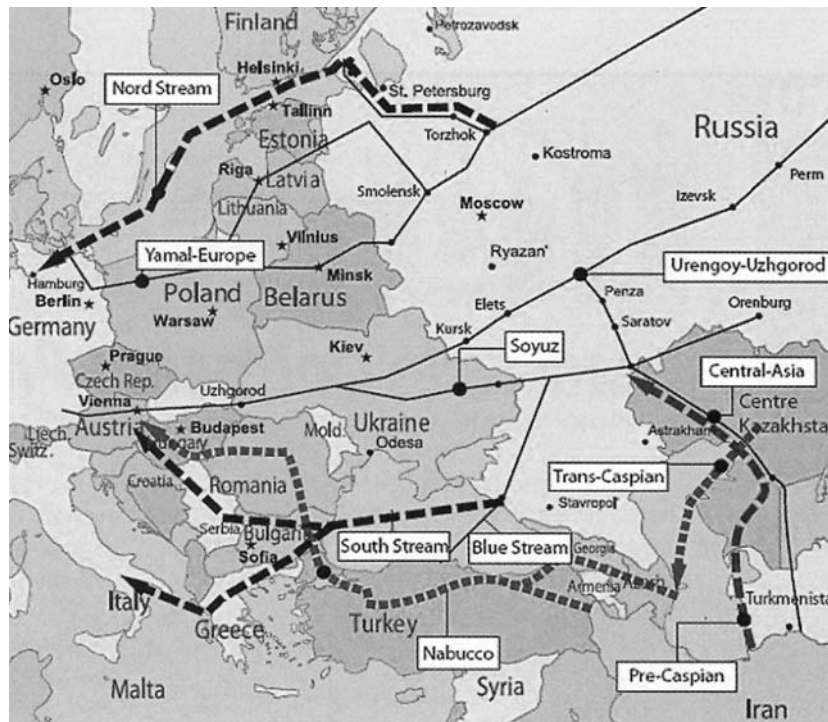 Finland
Petrozavodsk
Oslo
Helsinki
Nord Stream
St. Petersburg
Tallinn
Estonia
Torzhok
Russia
Kostroma
Perm
Riga
Latvia
Smolensk
Moscow
Izevsk
Lithuania
Vilnius
Ryazan'
Yamal-Europe
Minsk
Urengoy-Uzhgorod
Hamburg
Berlin
Poland
Belarus
Penza
Orenburg
Germany
Warsaw
Elets
Saratov
Kursk
Kiev
Soyuz
Prague
Czech Rep.
Central-Asia
Uzhgorod
Vienna
Centre
Austria
Budapest
Ukraine
Kazakhsta
Liech.
Mold.
Astrakhan
Switz.
Hungary
Odesa
Trans-Caspian
Croatia
Romania
Stavropol'
Serbia
Bulgari
South Stream
Blue Stream
Sofia
Georgia
Armenia
Italy
Greece
Turkey
Turkmenista
Nabucco
Malta
Syria
Pre-Caspian
Iran